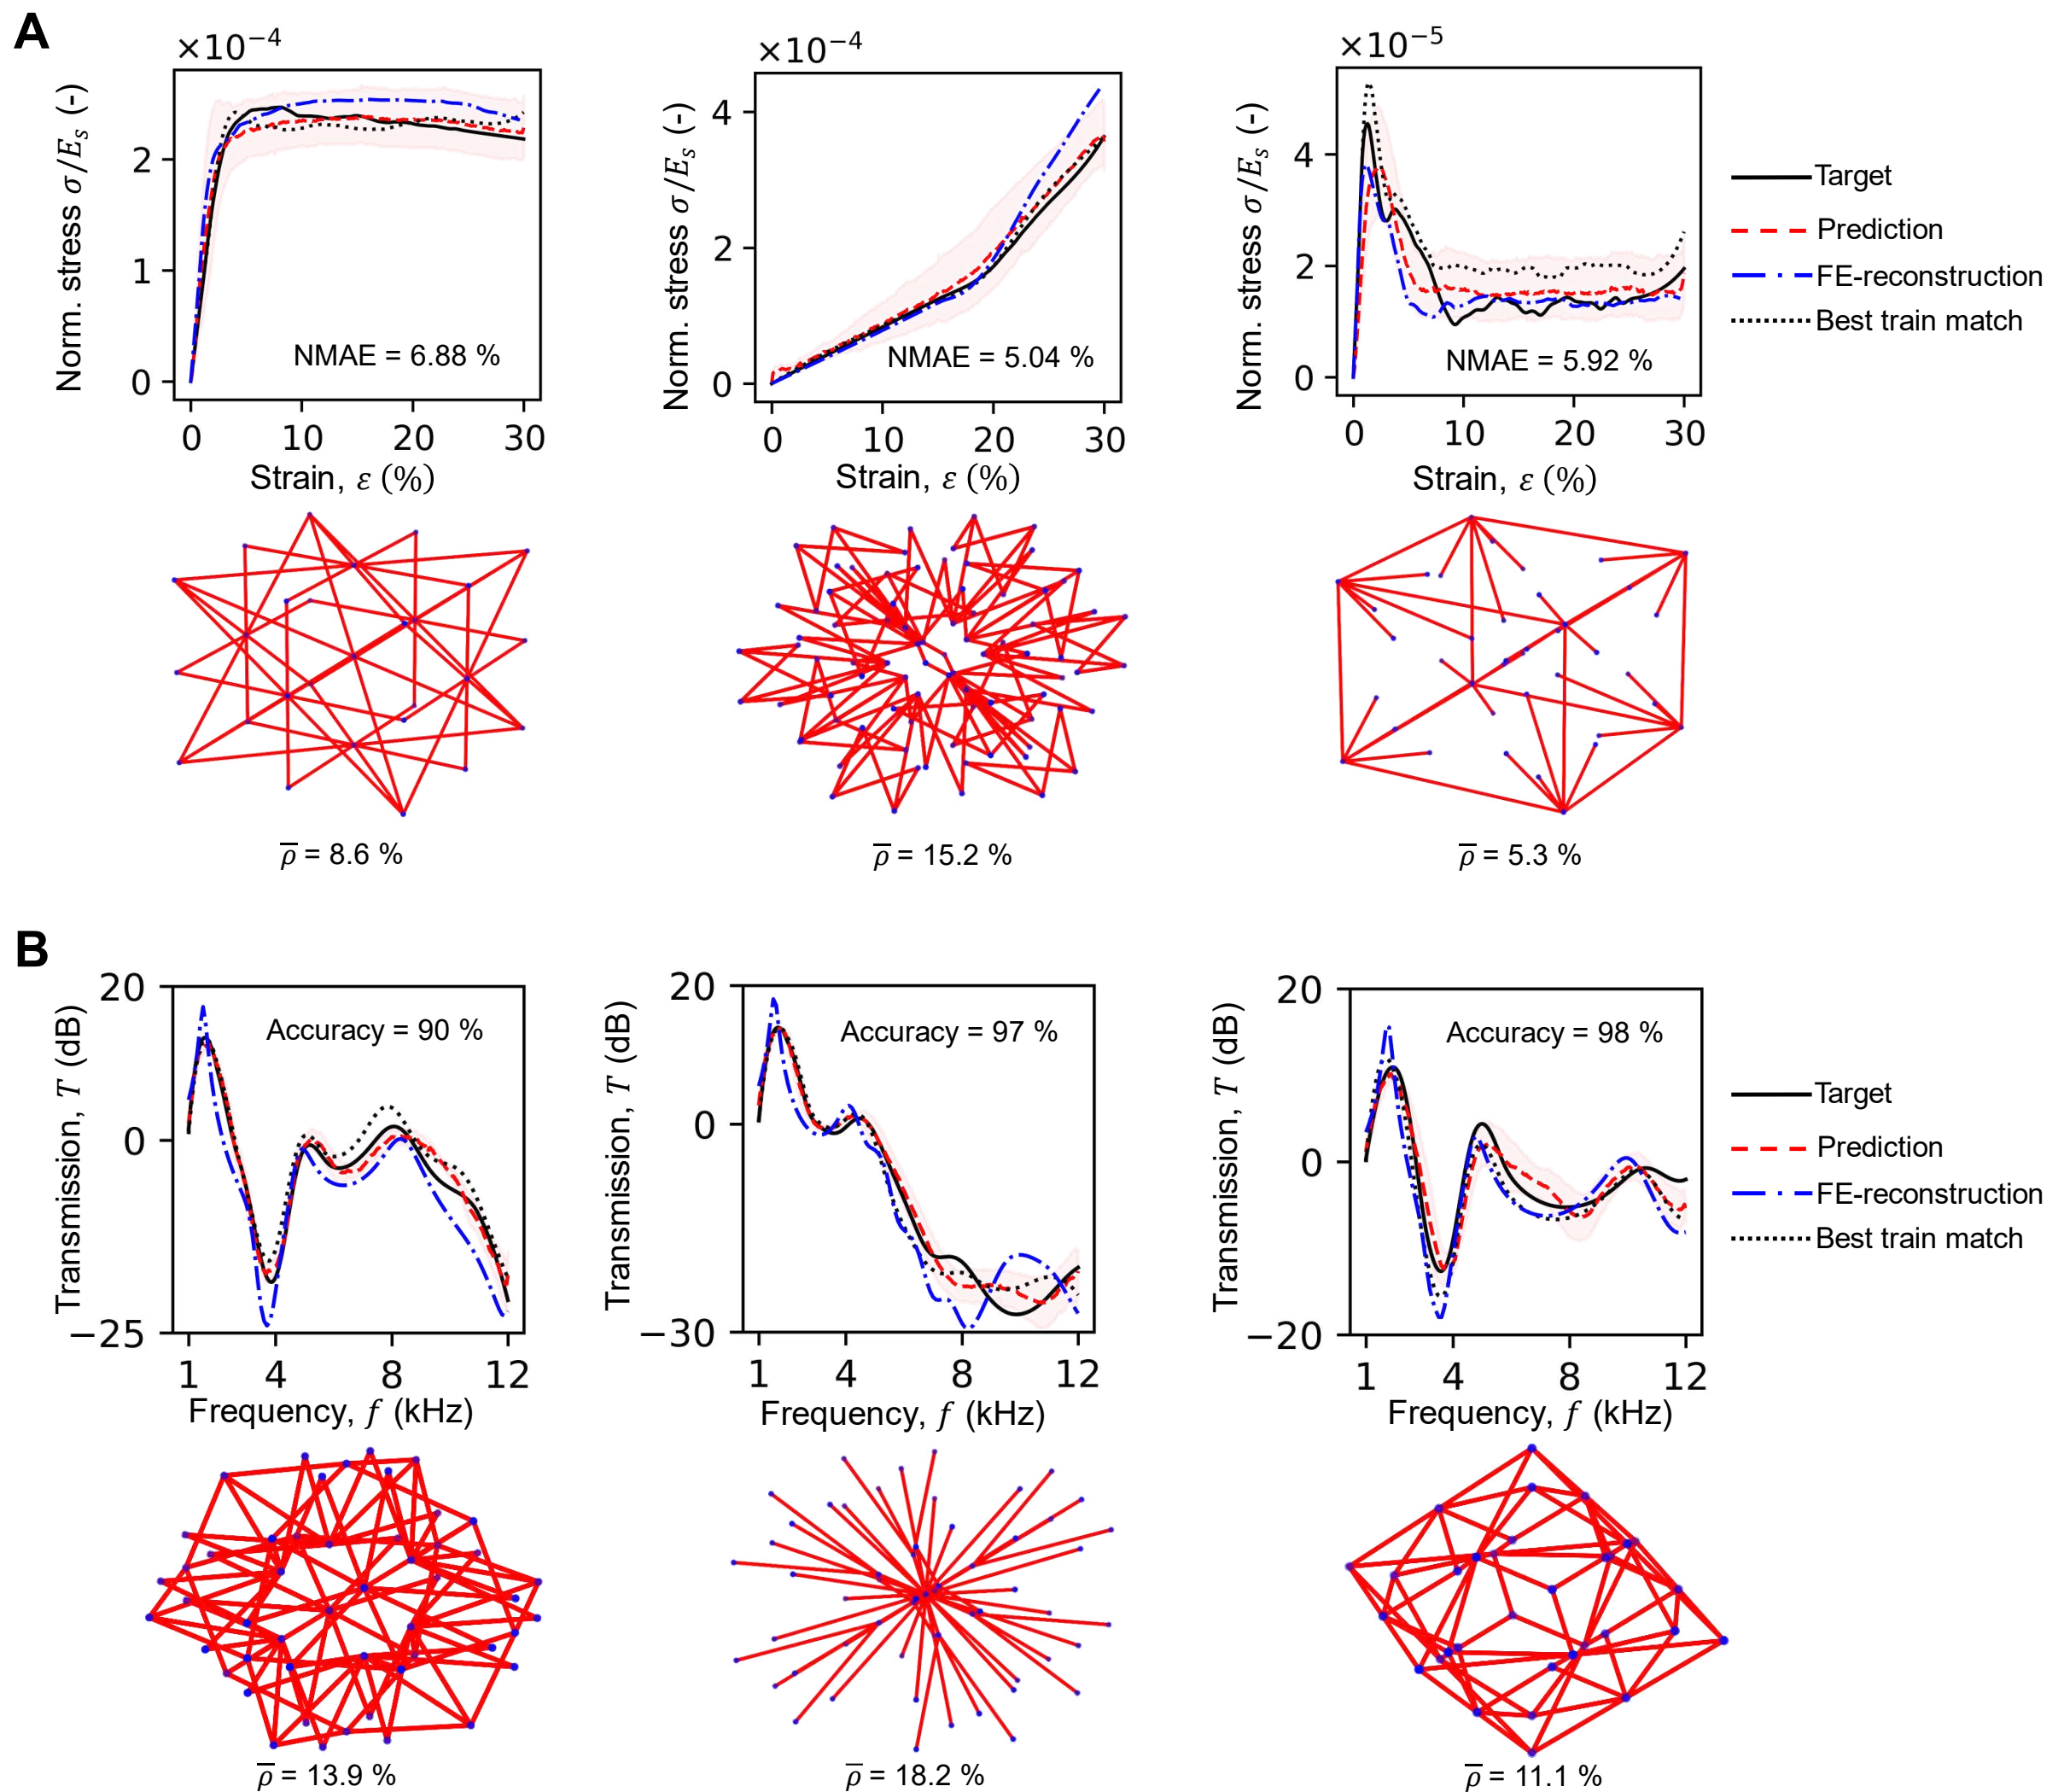 A
×10⁻⁴
Norm. stress σ/Eₛ (-)
2
1
0
NMAE = 6.88 %
0 10 20 30
Strain, ε (%)
×10⁻⁴
Norm. stress σ/Eₛ (-)
4
2
0
NMAE = 5.04 %
0 10 20 30
Strain, ε (%)
×10⁻⁵
Norm. stress σ/Eₛ (-)
4
2
0
NMAE = 5.92 %
0 10 20 30
Strain, ε (%)
Target
Prediction
FE-reconstruction
Best train match
ρ̅ = 8.6 %
ρ̅ = 15.2 %
ρ̅ = 5.3 %
B
Transmission, T (dB)
20
0
−25
Accuracy = 90 %
1 4 8 12
Frequency, f (kHz)
Transmission, T (dB)
20
0
−30
Accuracy = 97 %
1 4 8 12
Frequency, f (kHz)
Transmission, T (dB)
20
0
−20
Accuracy = 98 %
1 4 8 12
Frequency, f (kHz)
Target
Prediction
FE-reconstruction
Best train match
ρ̅ = 13.9 %
ρ̅ = 18.2 %
ρ̅ = 11.1 %